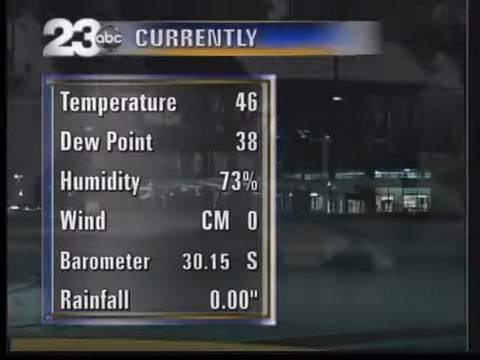 23 abc CURRENTLY
Temperature 46
Dew Point 38
Humidity 73%
Wind CM 0
Barometer 30.15 S
Rainfall 0.00"